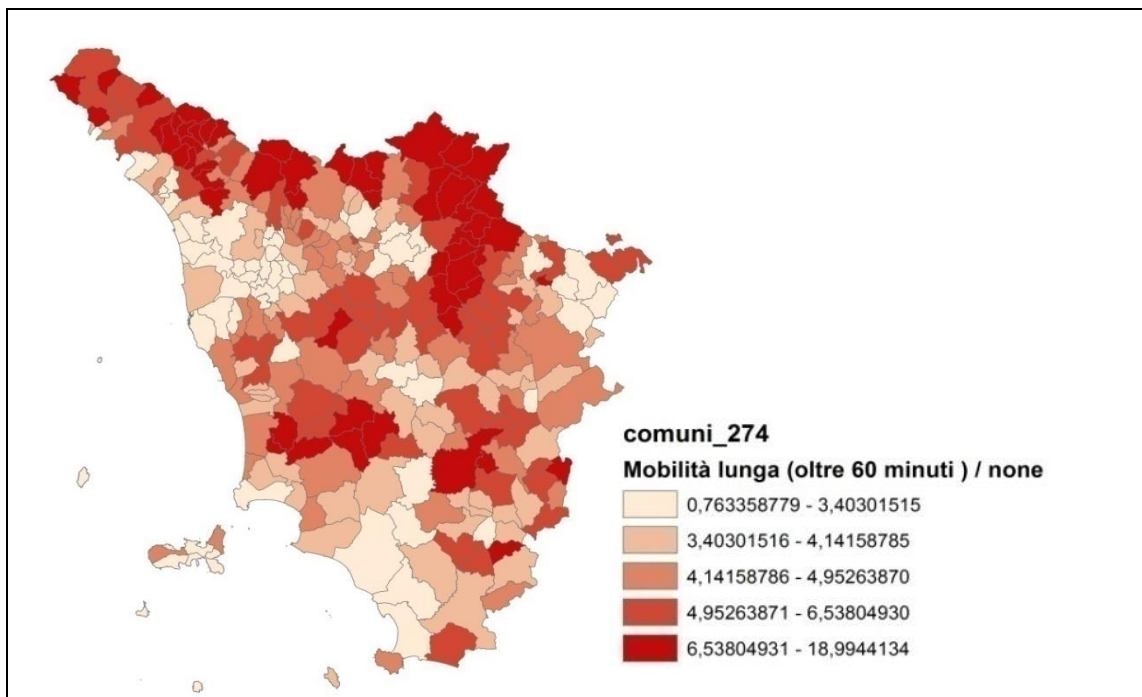 comuni_274
Mobilità lunga (oltre 60 minuti ) / none
0,763358779 - 3,40301515
3,40301516 - 4,14158785
4,14158786 - 4,95263870
4,95263871 - 6,53804930
6,53804931 - 18,9944134